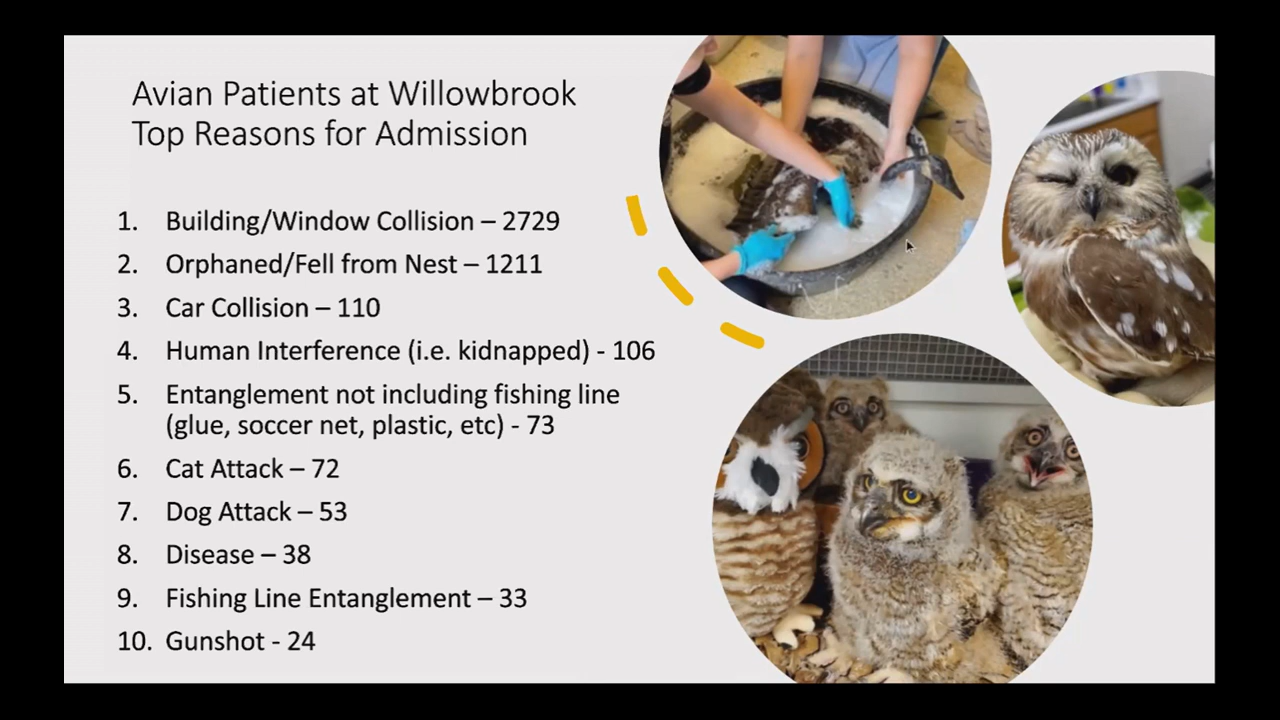 Avian Patients at Willowbrook
Top Reasons for Admission
1. Building/Window Collision – 2729
2. Orphaned/Fell from Nest – 1211
3. Car Collision – 110
4. Human Interference (i.e. kidnapped) - 106
5. Entanglement not including fishing line
(glue, soccer net, plastic, etc) - 73
6. Cat Attack – 72
7. Dog Attack – 53
8. Disease – 38
9. Fishing Line Entanglement – 33
10. Gunshot - 24